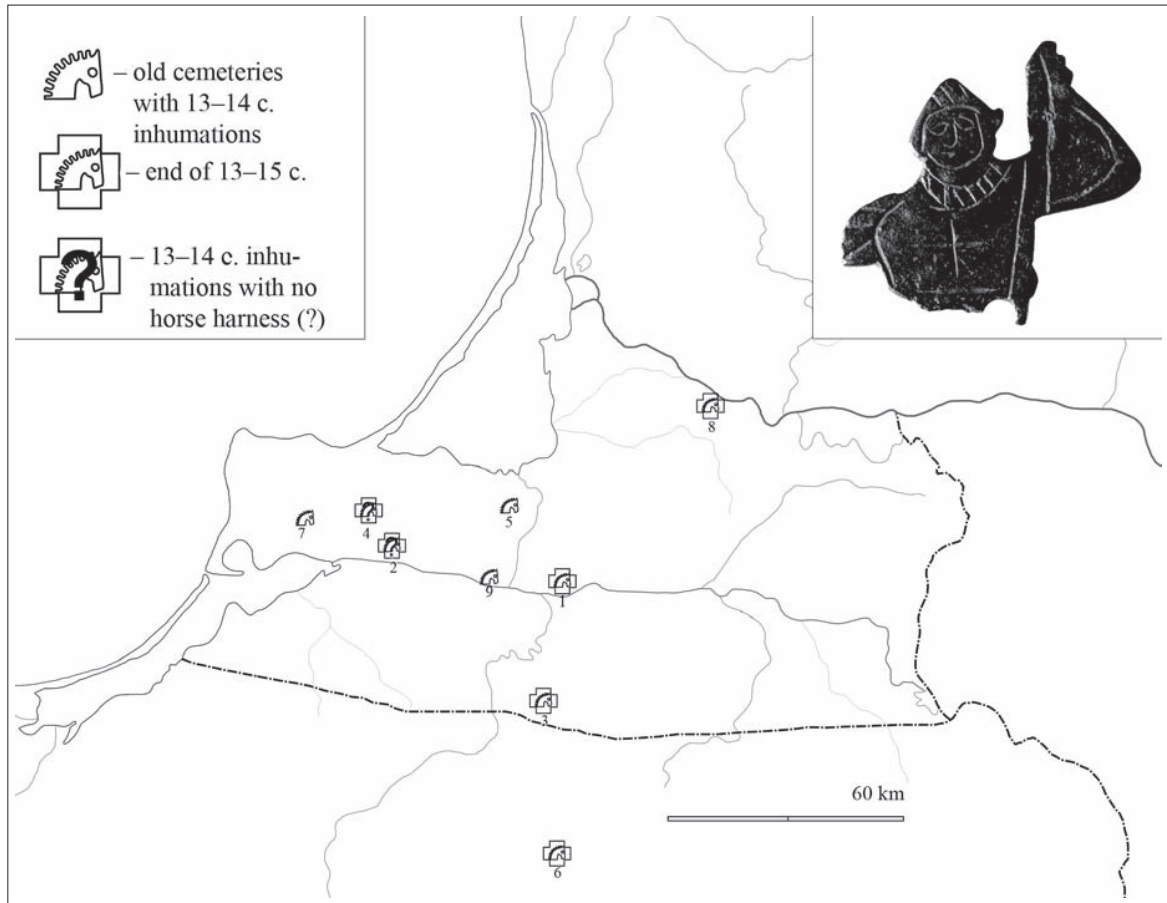 – old cemeteries
with 13–14 c.
inhumations
– end of 13–15 c.
?
– 13–14 c. inhu-
mations with no
horse harness (?)
8
5
7
4
2
9
1
3
60 km
6